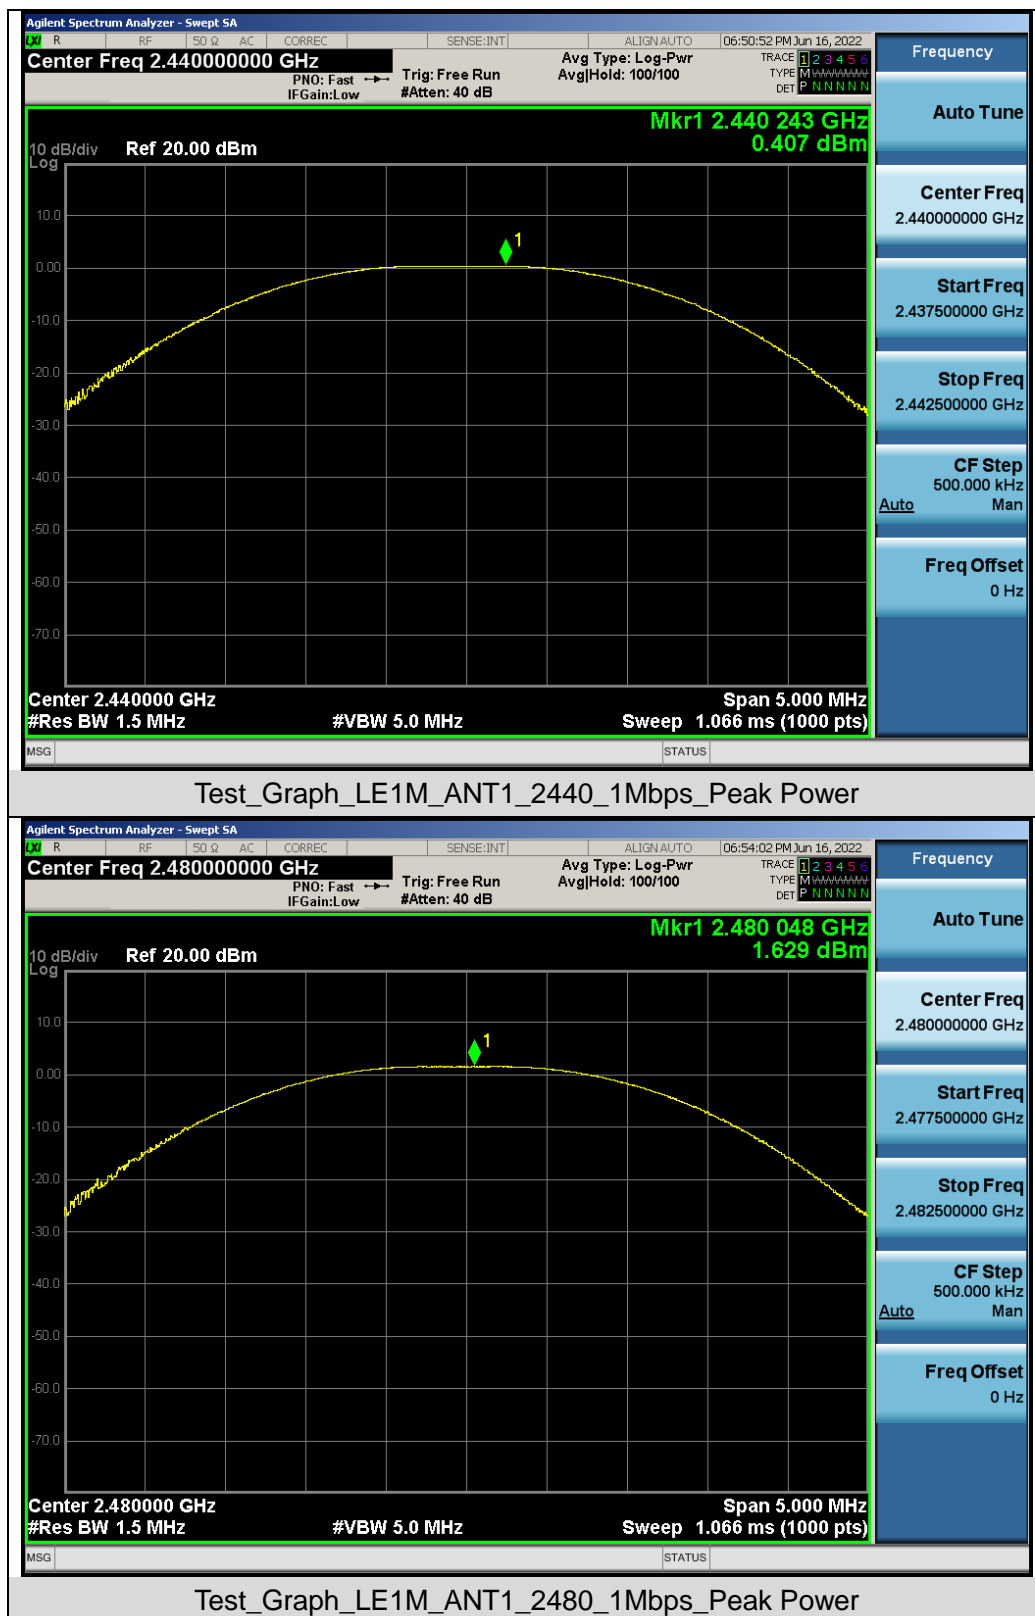 Agilent Spectrum Analyzer - Swept SA
LXI R RF 50 Ω AC CORREC SENSE:INT ALIGN AUTO 06:50:52 PM Jun 16, 2022
Center Freq 2.440000000 GHz
PNO: Fast
IFGain:Low
Trig: Free Run
#Atten: 40 dB
Avg Type: Log-Pwr
Avg|Hold: 100/100
TRACE 1 2 3 4 5 6
TYPE M WWWWW
DET P N N N N N
Mkr1 2.440 243 GHz
0.407 dBm
10 dB/div Ref 20.00 dBm
Log
10.0
1
0.00
-10.0
-20.0
-30.0
-40.0
-50.0
-60.0
-70.0
Center 2.440000 GHz Span 5.000 MHz
#Res BW 1.5 MHz #VBW 5.0 MHz Sweep 1.066 ms (1000 pts)
MSG STATUS
Frequency
Auto Tune
Center Freq
2.440000000 GHz
Start Freq
2.437500000 GHz
Stop Freq
2.442500000 GHz
CF Step
500.000 kHz
Auto Man
Freq Offset
0 Hz
Test_Graph_LE1M_ANT1_2440_1Mbps_Peak Power
Agilent Spectrum Analyzer - Swept SA
LXI R RF 50 Ω AC CORREC SENSE:INT ALIGN AUTO 06:54:02 PM Jun 16, 2022
Center Freq 2.480000000 GHz
PNO: Fast
IFGain:Low
Trig: Free Run
#Atten: 40 dB
Avg Type: Log-Pwr
Avg|Hold: 100/100
TRACE 1 2 3 4 5 6
TYPE M WWWWW
DET P N N N N N
Mkr1 2.480 048 GHz
1.629 dBm
10 dB/div Ref 20.00 dBm
Log
10.0
1
0.00
-10.0
-20.0
-30.0
-40.0
-50.0
-60.0
-70.0
Center 2.480000 GHz Span 5.000 MHz
#Res BW 1.5 MHz #VBW 5.0 MHz Sweep 1.066 ms (1000 pts)
MSG STATUS
Frequency
Auto Tune
Center Freq
2.480000000 GHz
Start Freq
2.477500000 GHz
Stop Freq
2.482500000 GHz
CF Step
500.000 kHz
Auto Man
Freq Offset
0 Hz
Test_Graph_LE1M_ANT1_2480_1Mbps_Peak Power